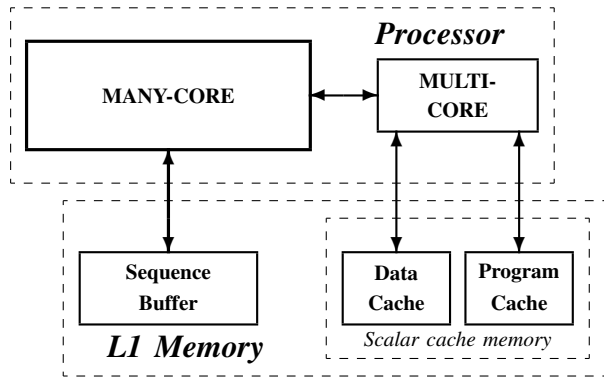 Processor
MANY-CORE
MULTI-
CORE
Sequence
Buffer
Data
Cache
Program
Cache
Scalar cache memory
L1 Memory